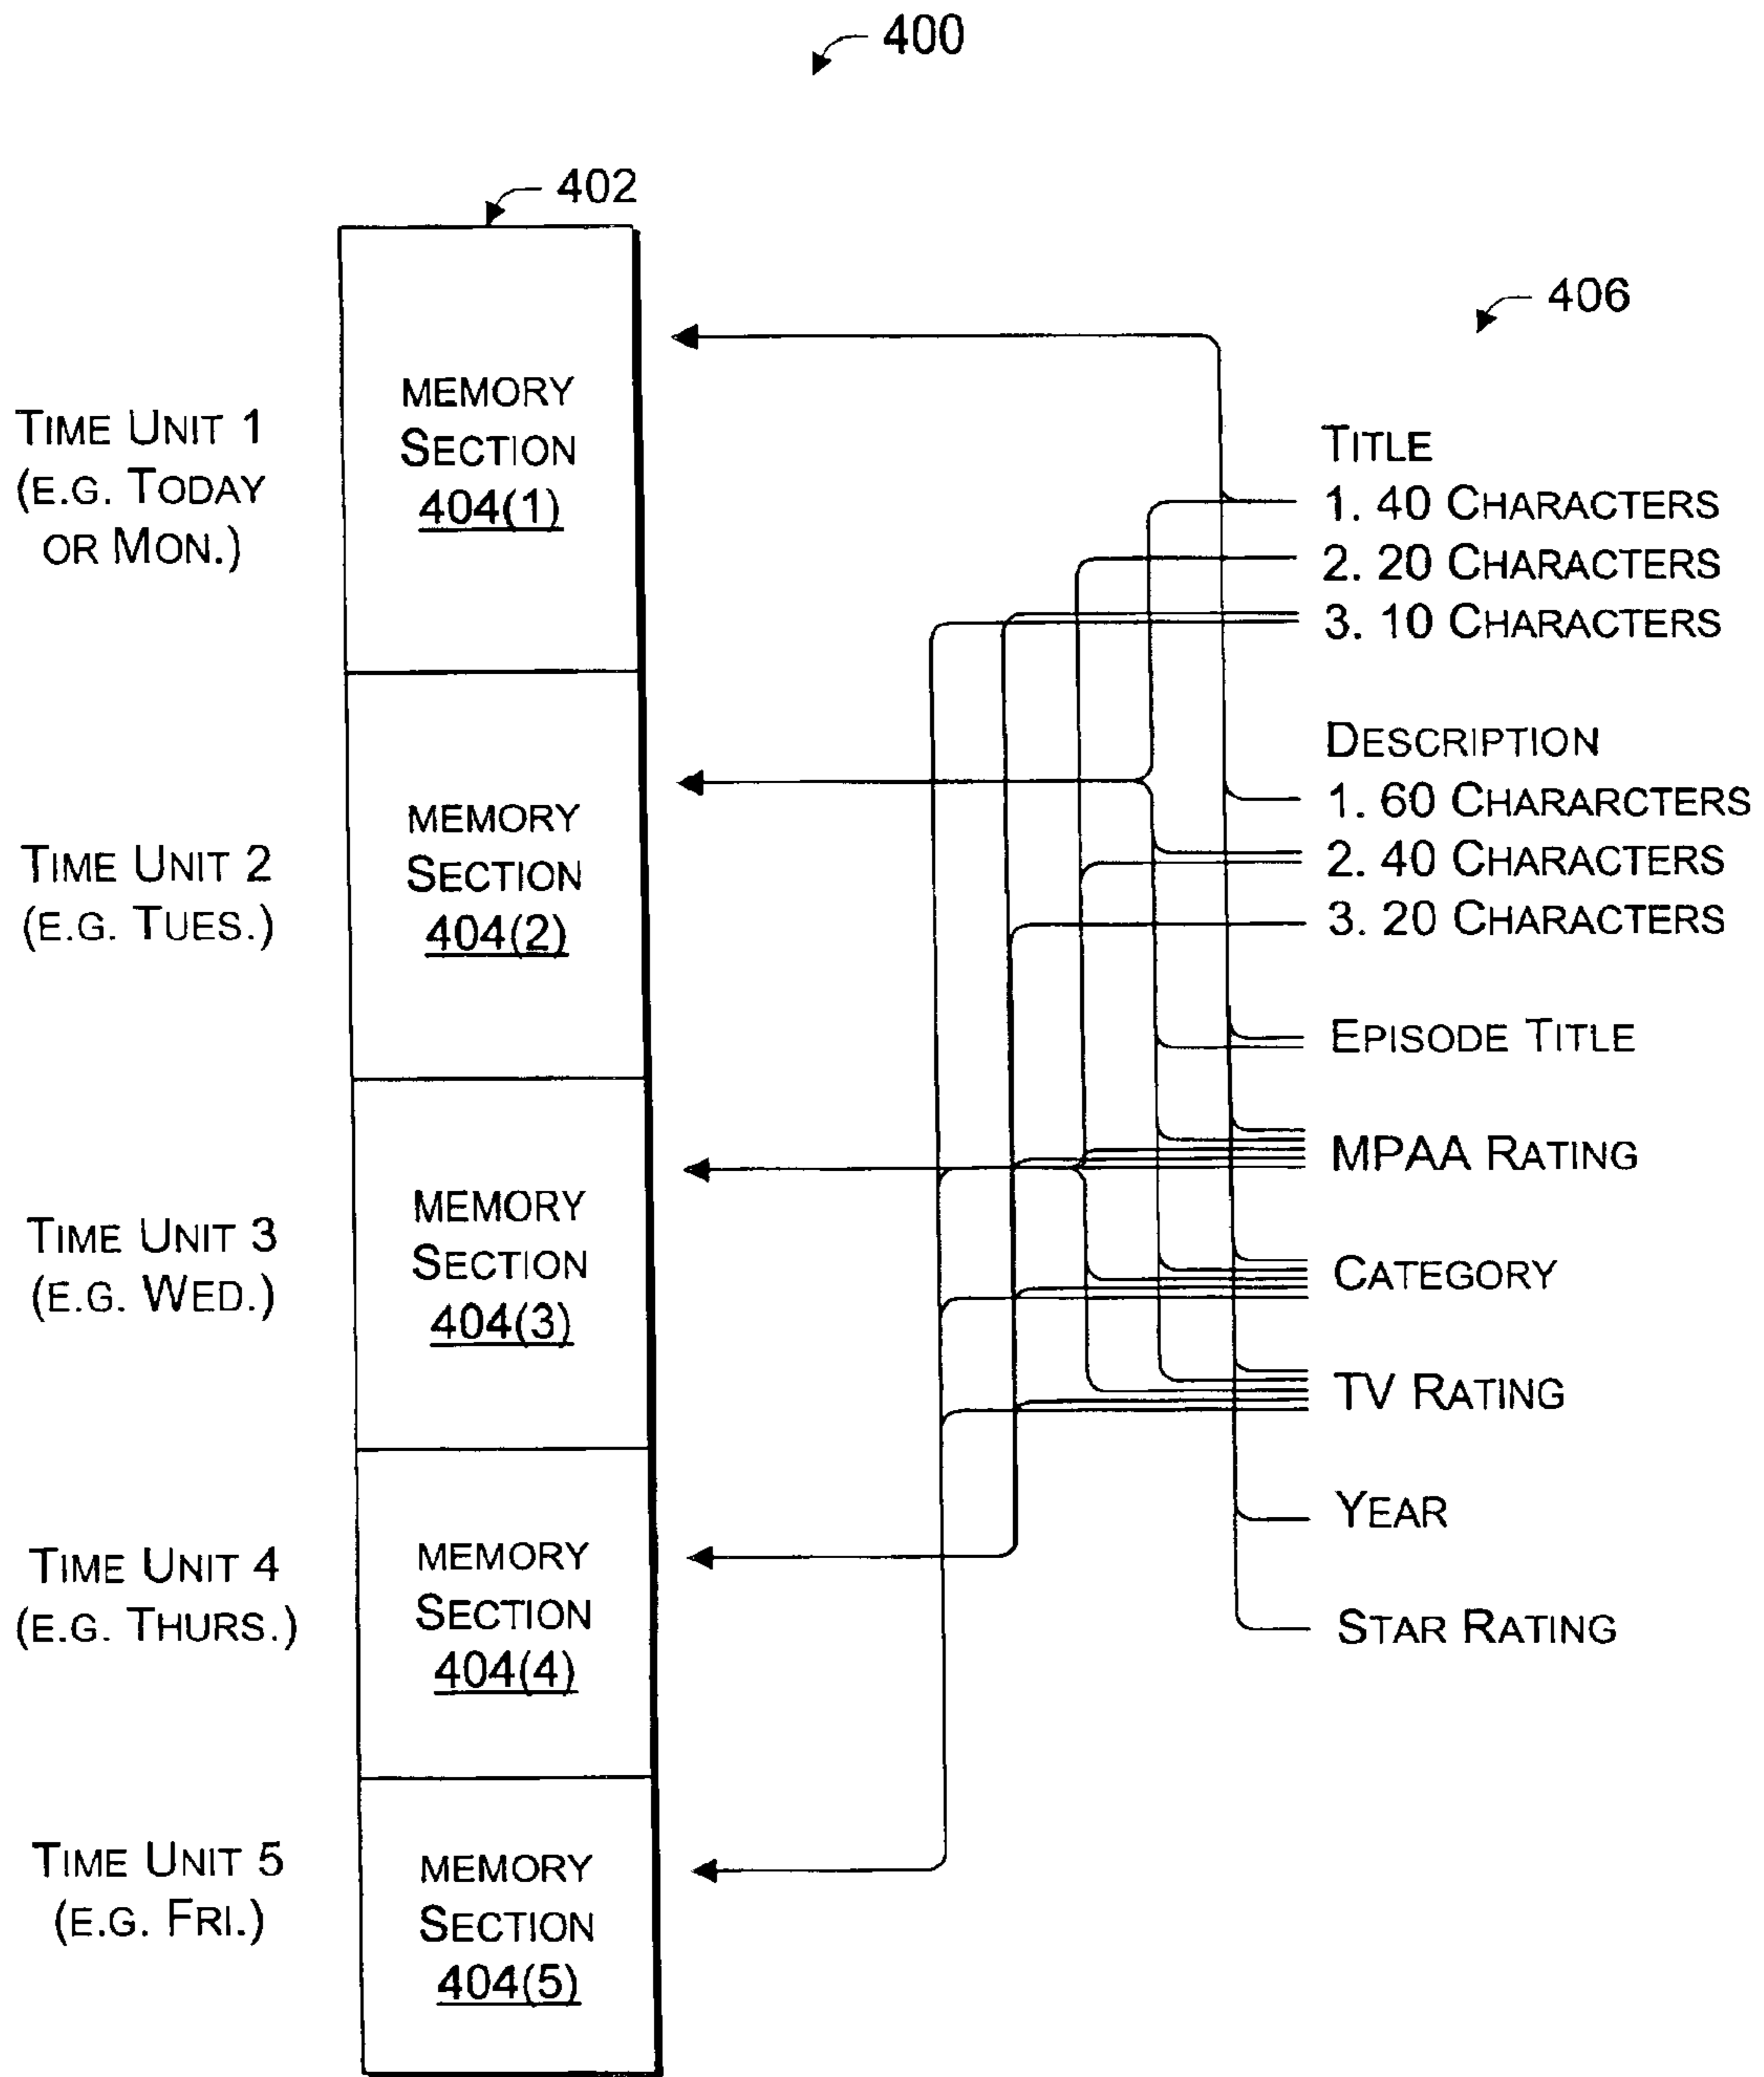 400
402
406
TIME UNIT 1
(E.G. TODAY
OR MON.)
MEMORY
SECTION
404(1)
TIME UNIT 2
(E.G. TUES.)
MEMORY
SECTION
404(2)
TIME UNIT 3
(E.G. WED.)
MEMORY
SECTION
404(3)
TIME UNIT 4
(E.G. THURS.)
MEMORY
SECTION
404(4)
TIME UNIT 5
(E.G. FRI.)
MEMORY
SECTION
404(5)
TITLE
1. 40 CHARACTERS
2. 20 CHARACTERS
3. 10 CHARACTERS
DESCRIPTION
1. 60 CHARARCTERS
2. 40 CHARACTERS
3. 20 CHARACTERS
EPISODE TITLE
MPAA RATING
CATEGORY
TV RATING
YEAR
STAR RATING